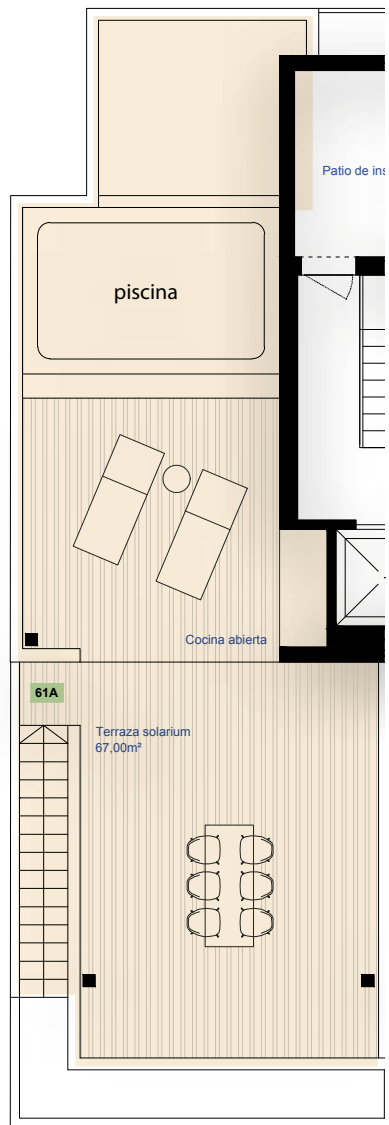 Patio de ins
piscina
Cocina abierta
61A
Terraza solarium
67,00m²